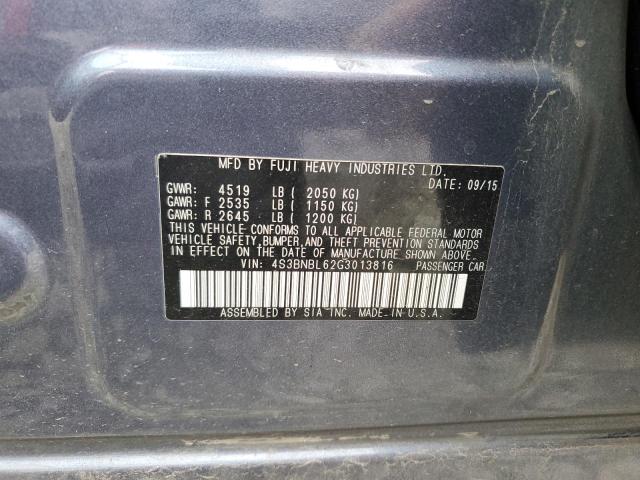 MFD BY FUJI HEAVY INDUSTRIES LTD.
DATE: 09/15
GVWR: 4519 LB ( 2050 KG)
GAWR: F 2535 LB ( 1150 KG)
GAWR: R 2645 LB ( 1200 KG)
THIS VEHICLE CONFORMS TO ALL APPLICABLE FEDERAL MOTOR
VEHICLE SAFETY, BUMPER, AND THEFT PREVENTION STANDARDS
IN EFFECT ON THE DATE OF MANUFACTURE SHOWN ABOVE.
VIN: 4S3BNBL62G3013816 PASSENGER CAR
ASSEMBLED BY SIA INC. MADE IN U.S.A.